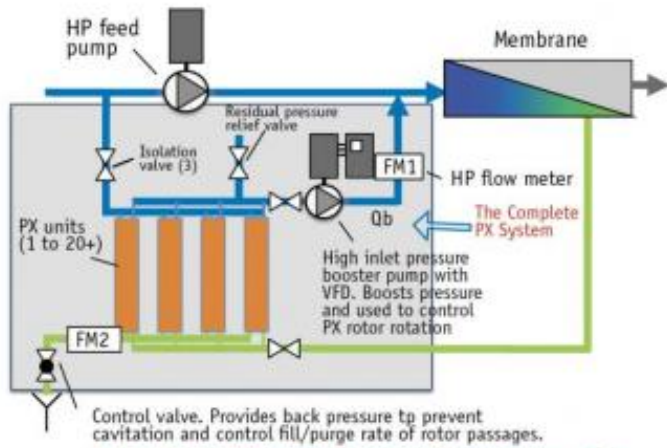 HP feed
pump
Membrane
Residual pressure
relief valve
Isolation
valve (3)
FM1
HP flow meter
Qb
The Complete
PX System
PX units
(1 to 20+)
High inlet pressure
booster pump with
VFD. Boosts pressure
and used to control
PX rotor rotation
FM2
Control valve. Provides back pressure tp prevent
cavitation and control fill/purge rate of rotor passages.